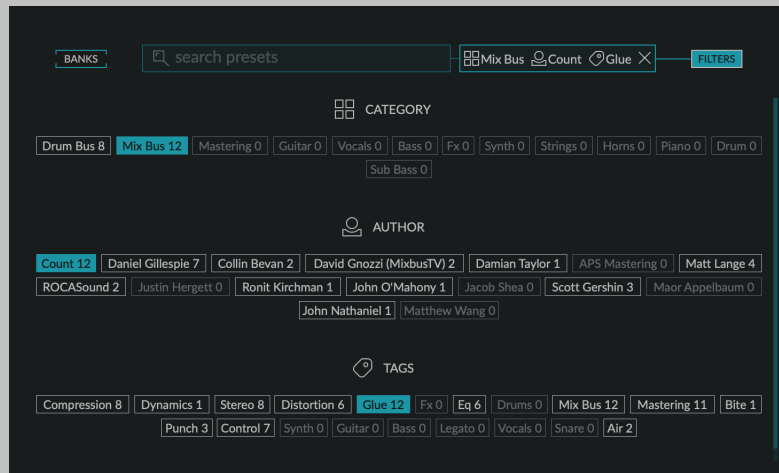 BANKS search presets Mix Bus Count Glue FILTERS
CATEGORY
Drum Bus 8 Mix Bus 12 Mastering 0 Guitar 0 Vocals 0 Bass 0 Fx 0 Synth 0 Strings 0 Horns 0 Piano 0 Drum 0
Sub Bass 0
AUTHOR
Count 12 Daniel Gillespie 7 Collin Bevan 2 David Gnozzi (MixbusTV) 2 Damian Taylor 1 APS Mastering 0 Matt Lange 4
ROCASound 2 Justin Hergett 0 Ronit Kirchman 1 John O'Mahony 1 Jacob Shea 0 Scott Gershin 3 Maor Appelbaum 0
John Nathaniel 1 Matthew Wang 0
TAGS
Compression 8 Dynamics 1 Stereo 8 Distortion 6 Glue 12 Fx 0 Eq 6 Drums 0 Mix Bus 12 Mastering 11 Bite 1
Punch 3 Control 7 Synth 0 Guitar 0 Bass 0 Legato 0 Vocals 0 Snare 0 Air 2